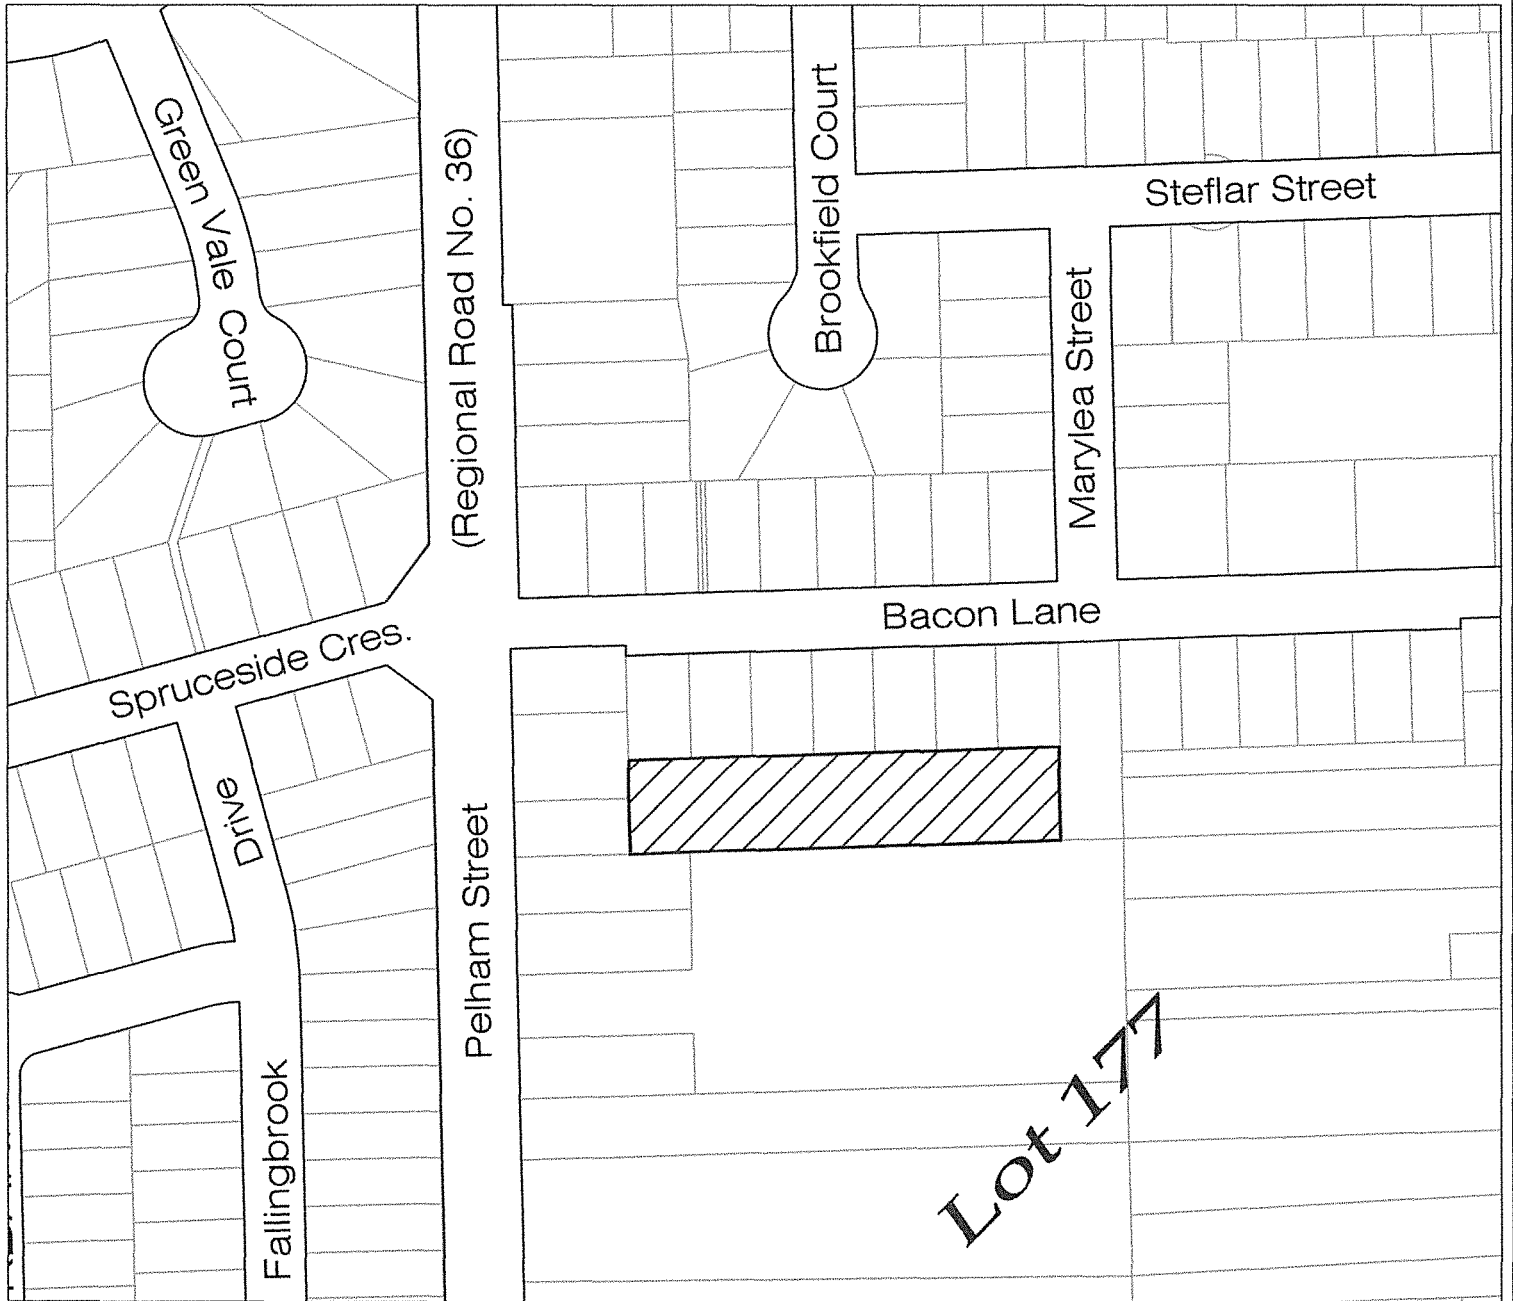 Green Vale Court
(Regional Road No. 36)
Brookfield Court
Steflar Street
Marylea Street
Bacon Lane
Spruceside Cres.
Drive
Pelham Street
Fallingbrook
Lot 177